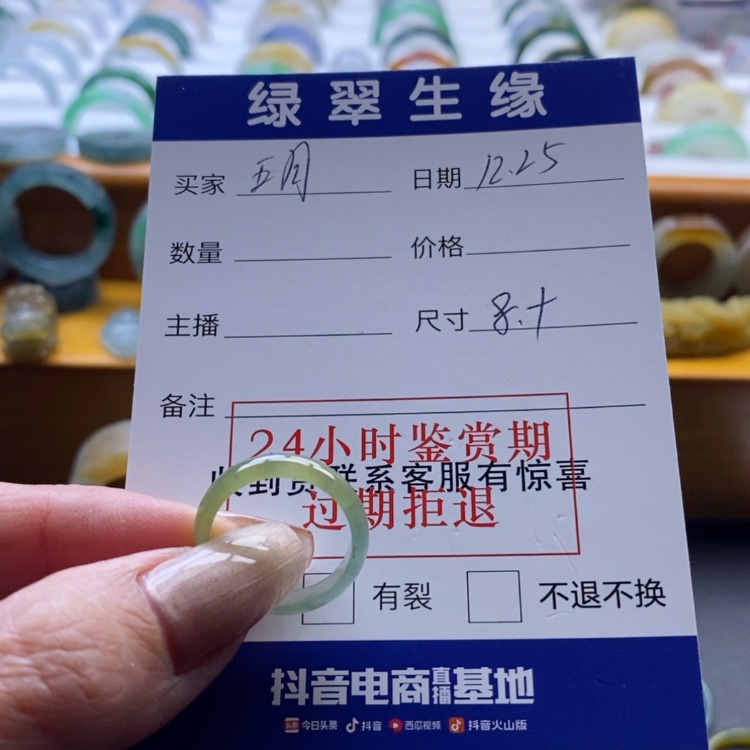 绿翠生缘
买家 五月 日期 12.25
数量 价格
主播 尺寸 8.十
备注
24小时鉴赏期
收到货联系客服有惊喜
过期拒退
有裂 不退不换
抖音电商直播基地
今日头条 抖音 西瓜视频 抖音火山版